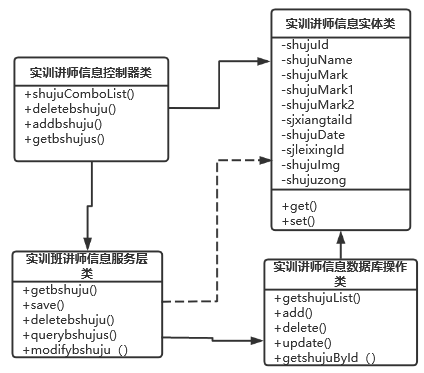 实训讲师信息控制器类
+shujuComboList()
+deletebshuju()
+addbshuju()
+getbshujus()
实训讲师信息实体类
-shujuId
-shujuName
-shujuMark
-shujuMark1
-shujuMark2
-sjxiangtaiId
-shujuDate
-sjleixingId
-shujuImg
-shujuzong
+get()
+set()
实训班讲师信息服务层
类
+getbshuju()
+save()
+deletebshuju()
+querybshujus()
+modifybshuju（）
实训讲师信息数据库操作
类
+getshujuList()
+add()
+delete()
+update()
+getshujuById（）